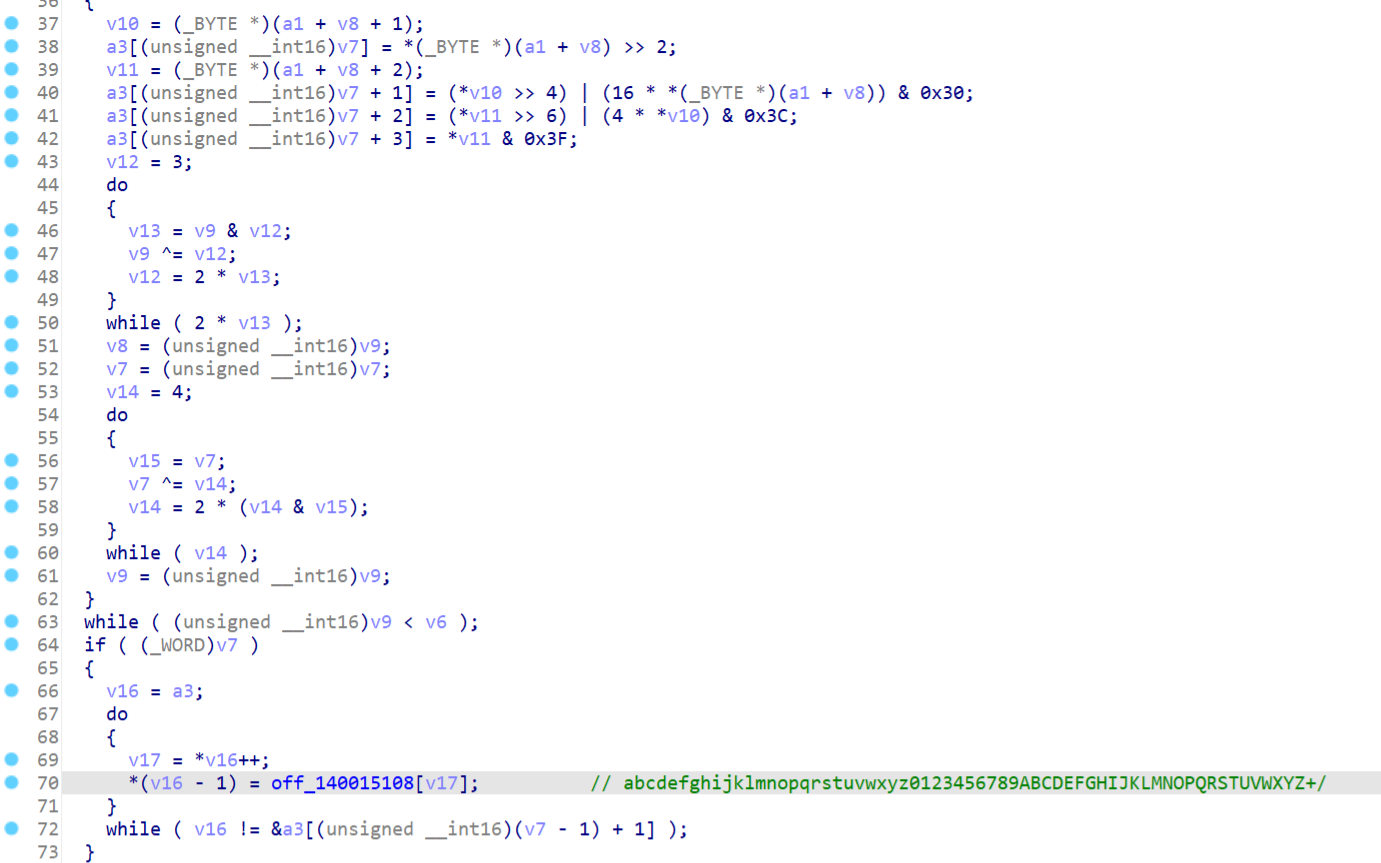 36 {
37 v10 = (_BYTE *)(a1 + v8 + 1);
38 a3[(unsigned __int16)v7] = *(_BYTE *)(a1 + v8) >> 2;
39 v11 = (_BYTE *)(a1 + v8 + 2);
40 a3[(unsigned __int16)v7 + 1] = (*v10 >> 4) | (16 * *(_BYTE *)(a1 + v8)) & 0x30;
41 a3[(unsigned __int16)v7 + 2] = (*v11 >> 6) | (4 * *v10) & 0x3C;
42 a3[(unsigned __int16)v7 + 3] = *v11 & 0x3F;
43 v12 = 3;
44 do
45 {
46 v13 = v9 & v12;
47 v9 ^= v12;
48 v12 = 2 * v13;
49 }
50 while ( 2 * v13 );
51 v8 = (unsigned __int16)v9;
52 v7 = (unsigned __int16)v7;
53 v14 = 4;
54 do
55 {
56 v15 = v7;
57 v7 ^= v14;
58 v14 = 2 * (v14 & v15);
59 }
60 while ( v14 );
61 v9 = (unsigned __int16)v9;
62 }
63 while ( (unsigned __int16)v9 < v6 );
64 if ( (_WORD)v7 )
65 {
66 v16 = a3;
67 do
68 {
69 v17 = *v16++;
70 *(v16 - 1) = off_140015108[v17]; // abcdefghijklmnopqrstuvwxyz0123456789ABCDEFGHIJKLMNOPQRSTUVWXYZ+/
71 }
72 while ( v16 != &a3[(unsigned __int16)(v7 - 1) + 1] );
73 }